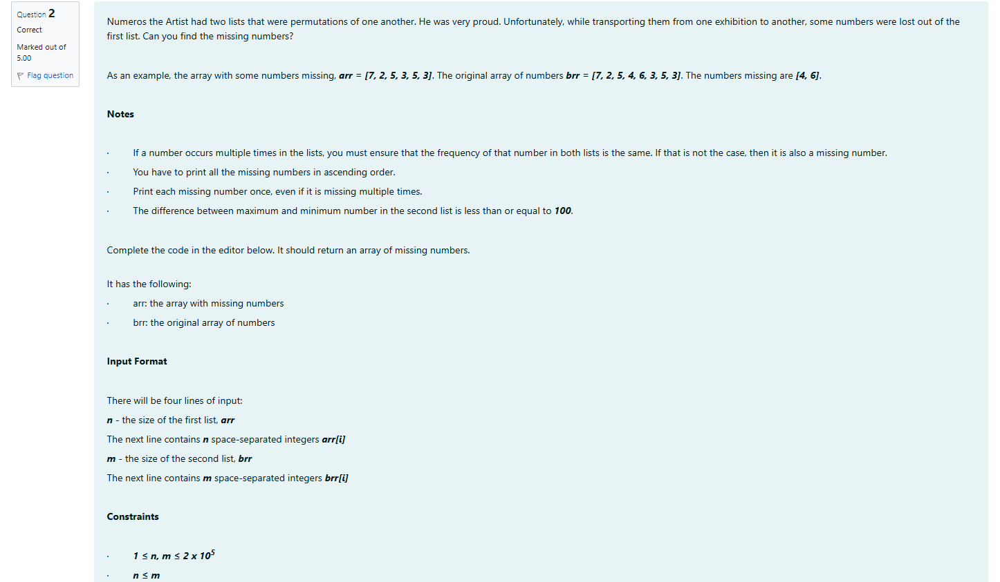 Question 2
Correct
Marked out of
5.00
Flag question
Numeros the Artist had two lists that were permutations of one another. He was very proud. Unfortunately, while transporting them from one exhibition to another, some numbers were lost out of the
first list. Can you find the missing numbers?
As an example, the array with some numbers missing, arr = [7, 2, 5, 3, 5, 3]. The original array of numbers brr = [7, 2, 5, 4, 6, 3, 5, 3]. The numbers missing are [4, 6].
Notes
· If a number occurs multiple times in the lists, you must ensure that the frequency of that number in both lists is the same. If that is not the case, then it is also a missing number.
· You have to print all the missing numbers in ascending order.
· Print each missing number once, even if it is missing multiple times.
· The difference between maximum and minimum number in the second list is less than or equal to 100.
Complete the code in the editor below. It should return an array of missing numbers.
It has the following:
· arr: the array with missing numbers
· brr: the original array of numbers
Input Format
There will be four lines of input:
n - the size of the first list, arr
The next line contains n space-separated integers arr[i]
m - the size of the second list, brr
The next line contains m space-separated integers brr[i]
Constraints
· 1 ≤ n, m ≤ 2 x 10⁵
· n ≤ m